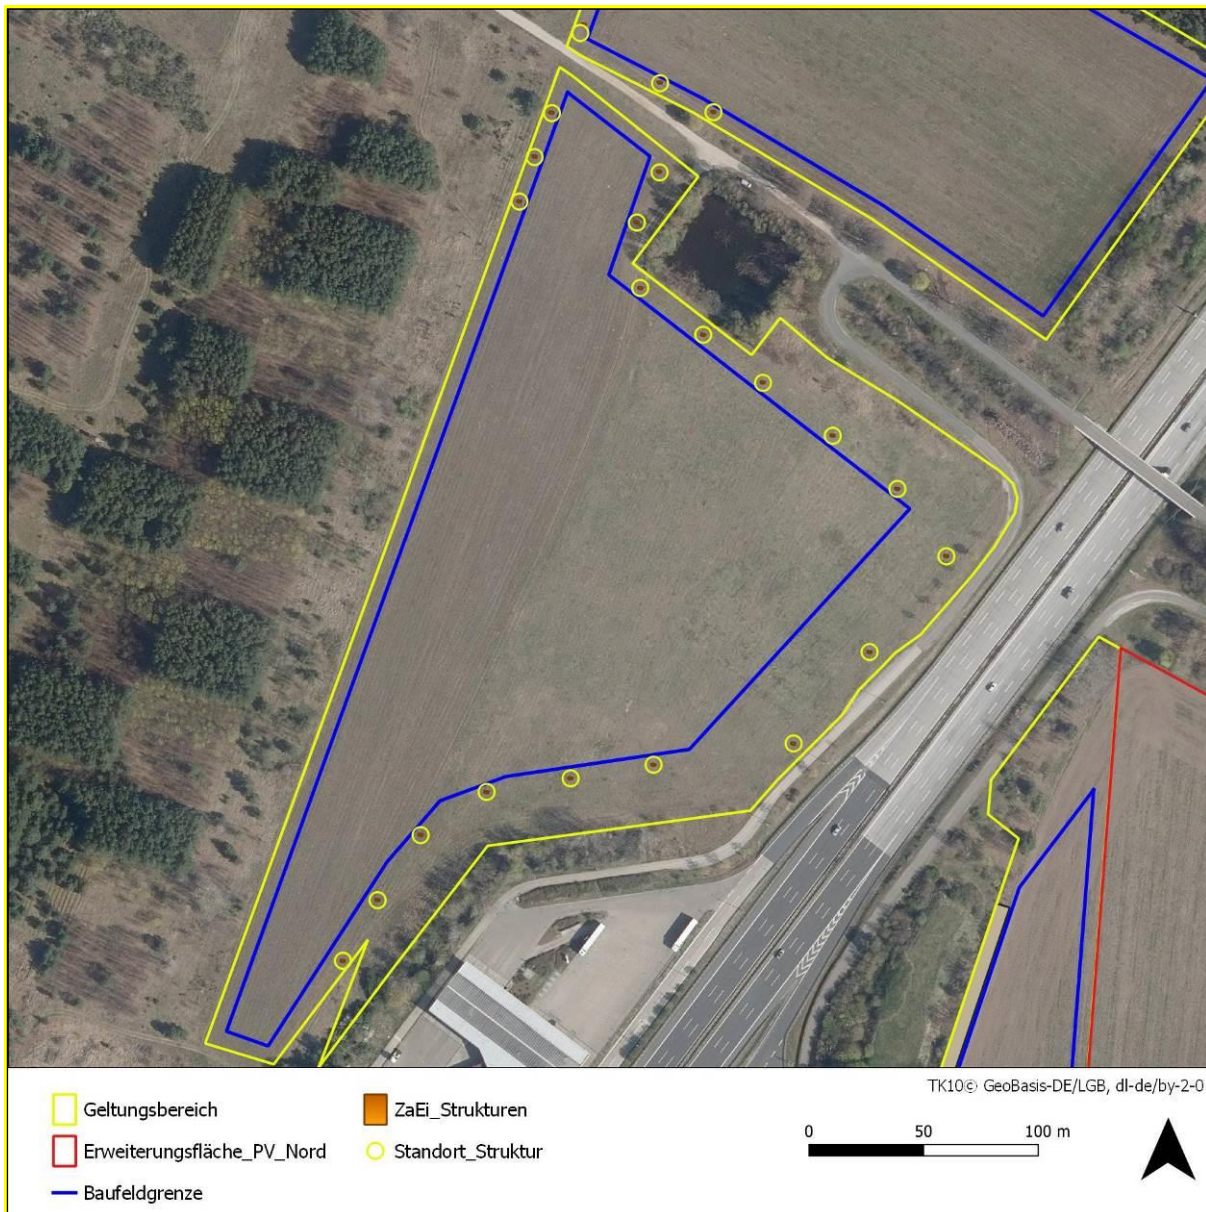 TK10© GeoBasis-DE/LGB, dl-de/by-2-0
Geltungsbereich
Erweiterungsfläche_PV_Nord
Baufeldgrenze
ZaEi_Strukturen
Standort_Struktur
0 50 100 m